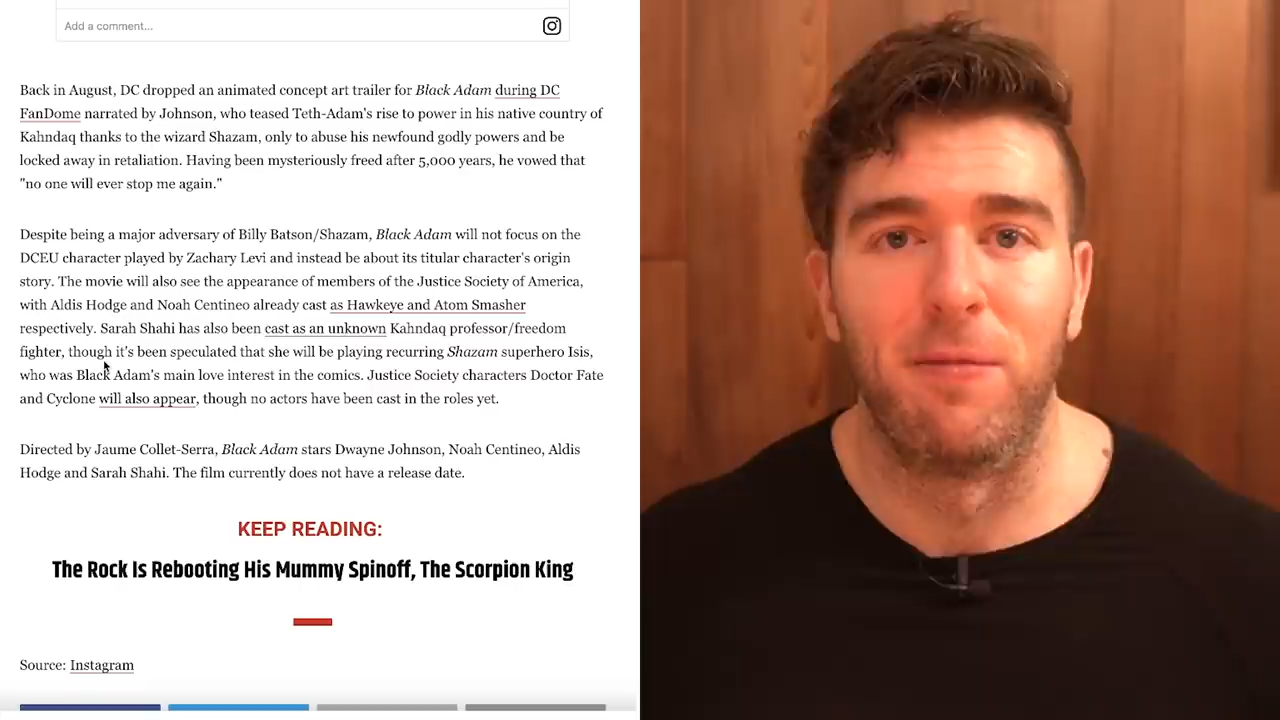 Add a comment...
Back in August, DC dropped an animated concept art trailer for Black Adam during DC
FanDome narrated by Johnson, who teased Teth-Adam's rise to power in his native country of
Kahndaq thanks to the wizard Shazam, only to abuse his newfound godly powers and be
locked away in retaliation. Having been mysteriously freed after 5,000 years, he vowed that
"no one will ever stop me again."
Despite being a major adversary of Billy Batson/Shazam, Black Adam will not focus on the
DCEU character played by Zachary Levi and instead be about its titular character's origin
story. The movie will also see the appearance of members of the Justice Society of America,
with Aldis Hodge and Noah Centineo already cast as Hawkeye and Atom Smasher
respectively. Sarah Shahi has also been cast as an unknown Kahndaq professor/freedom
fighter, though it's been speculated that she will be playing recurring Shazam superhero Isis,
who was Black Adam's main love interest in the comics. Justice Society characters Doctor Fate
and Cyclone will also appear, though no actors have been cast in the roles yet.
Directed by Jaume Collet-Serra, Black Adam stars Dwayne Johnson, Noah Centineo, Aldis
Hodge and Sarah Shahi. The film currently does not have a release date.
KEEP READING:
The Rock Is Rebooting His Mummy Spinoff, The Scorpion King
Source: Instagram